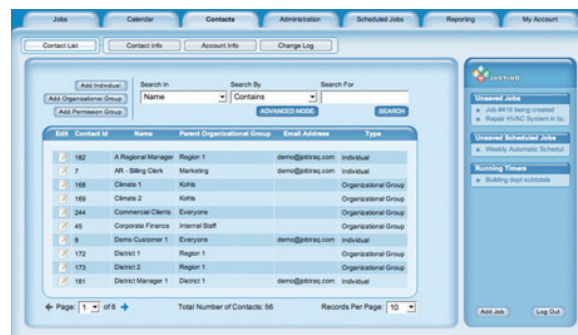 Jobs Calendar Contacts Administration Scheduled Jobs Reporting My Account
Contact List Contact Info Account Info Change Log
Add Individual
Add Organizational Group
Add Permission Group
Search In Search By Search For
Name Contains
ADVANCED MODE SEARCH
Edit Contact Id Name Parent Organizational Group Email Address Type
182 A Regional Manager Region 1 demo@jobtraq.com Individual
7 AR - Billing Clerk Marketing demo@jobtraq.com Individual
168 Climate 1 Kohls Organizational Group
169 Climate 2 Kohls Organizational Group
244 Commercial Clients Everyone Organizational Group
45 Corporate Finance Internal Staff Organizational Group
8 Demo Customer 1 Everyone demo@jobtraq.com Individual
172 District 1 Region 1 Organizational Group
173 District 2 Region 1 Organizational Group
181 District Manager 1 District 1 demo@jobtraq.com Individual
Page: 1 of 6 Total Number of Contacts: 56 Records Per Page: 10
JOBTRAQ
Unsaved Jobs
Job #416 being created
Repair HVAC System in bu
Unsaved Scheduled Jobs
Weekly Automatic Schedul
Running Timers
Building dept subtotals
Add Job Log Out